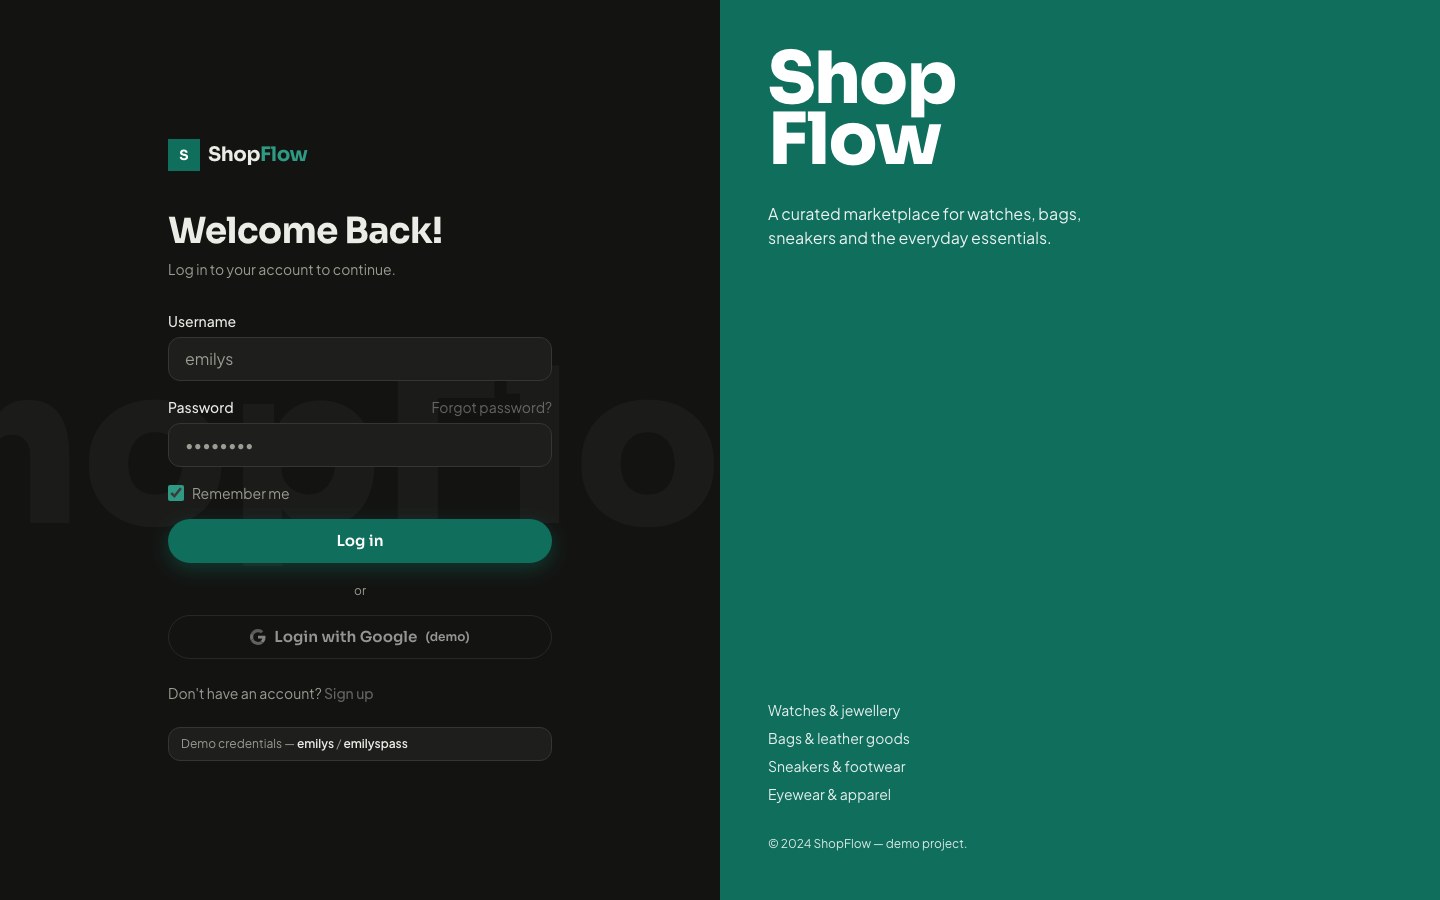 S ShopFlow
Welcome Back!
Log in to your account to continue.
Username
emilys
Password Forgot password?
••••••••
Remember me
Log in
or
G Login with Google (demo)
Don't have an account? Sign up
Demo credentials — emilys / emilyspass
hopFlo
Shop
Flow
A curated marketplace for watches, bags,
sneakers and the everyday essentials.
Watches & jewellery
Bags & leather goods
Sneakers & footwear
Eyewear & apparel
© 2024 ShopFlow — demo project.